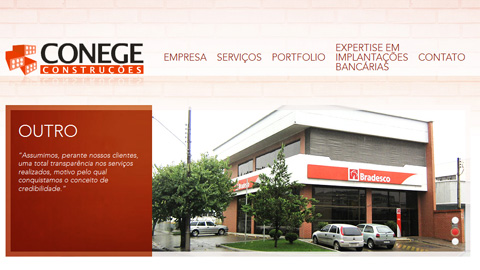 CONEGE
CONSTRUÇÕES
EMPRESA
SERVIÇOS
PORTFOLIO
EXPERTISE EM
IMPLANTAÇÕES
BANCÁRIAS
CONTATO
OUTRO
"Assumimos, perante nossos clientes,
uma total transparência nos serviços
realizados, motivo pelo qual
conquistamos o conceito de
credibilidade."
Bradesco